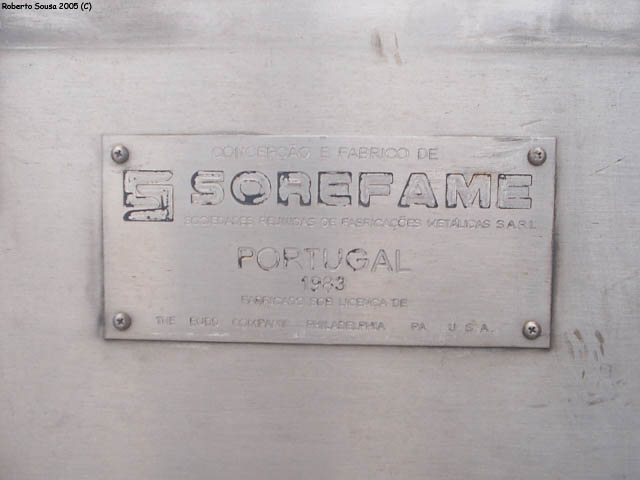 Roberto Sousa 2005 (C)
CONCEPÇÃO E FABRICO DE
SOREFAME
SOCIEDADES REUNIDAS DE FABRICAÇÕES METÁLICAS S.A.R.L
PORTUGAL
1983
FABRICADO SOB LICENÇA DE
THE BUDD COMPANY PHILADELPHIA PA U.S.A.